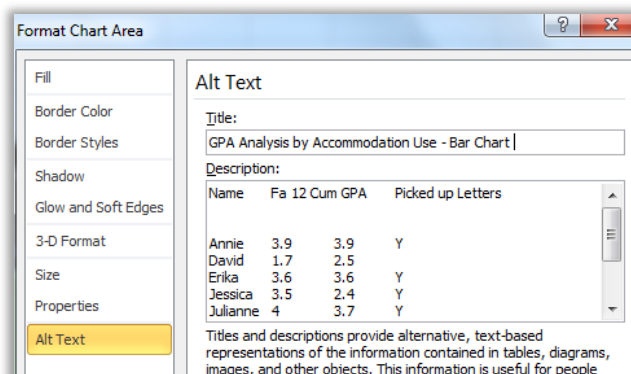 Format Chart Area
?
x
Fill
Border Color
Border Styles
Shadow
Glow and Soft Edges
3-D Format
Size
Properties
Alt Text
Alt Text
Title:
GPA Analysis by Accommodation Use - Bar Chart
Description:
Name Fa 12 Cum GPA Picked up Letters
Annie 3.9 3.9 Y
David 1.7 2.5
Erika 3.6 3.6 Y
Jessica 3.5 2.4 Y
Julianne 4 3.7 Y
Titles and descriptions provide alternative, text-based
representations of the information contained in tables, diagrams,
images, and other objects. This information is useful for people